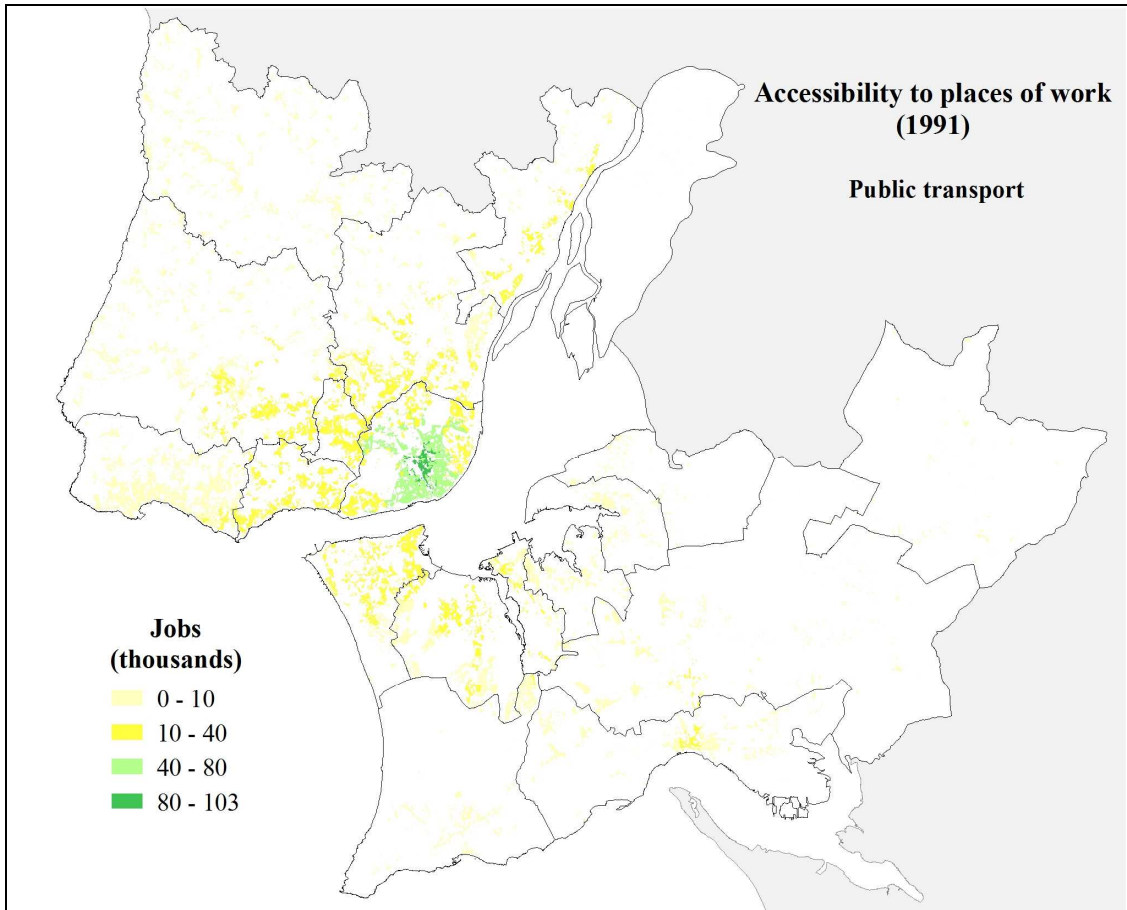 Accessibility to places of work
(1991)
Public transport
Jobs
(thousands)
0 - 10
10 - 40
40 - 80
80 - 103